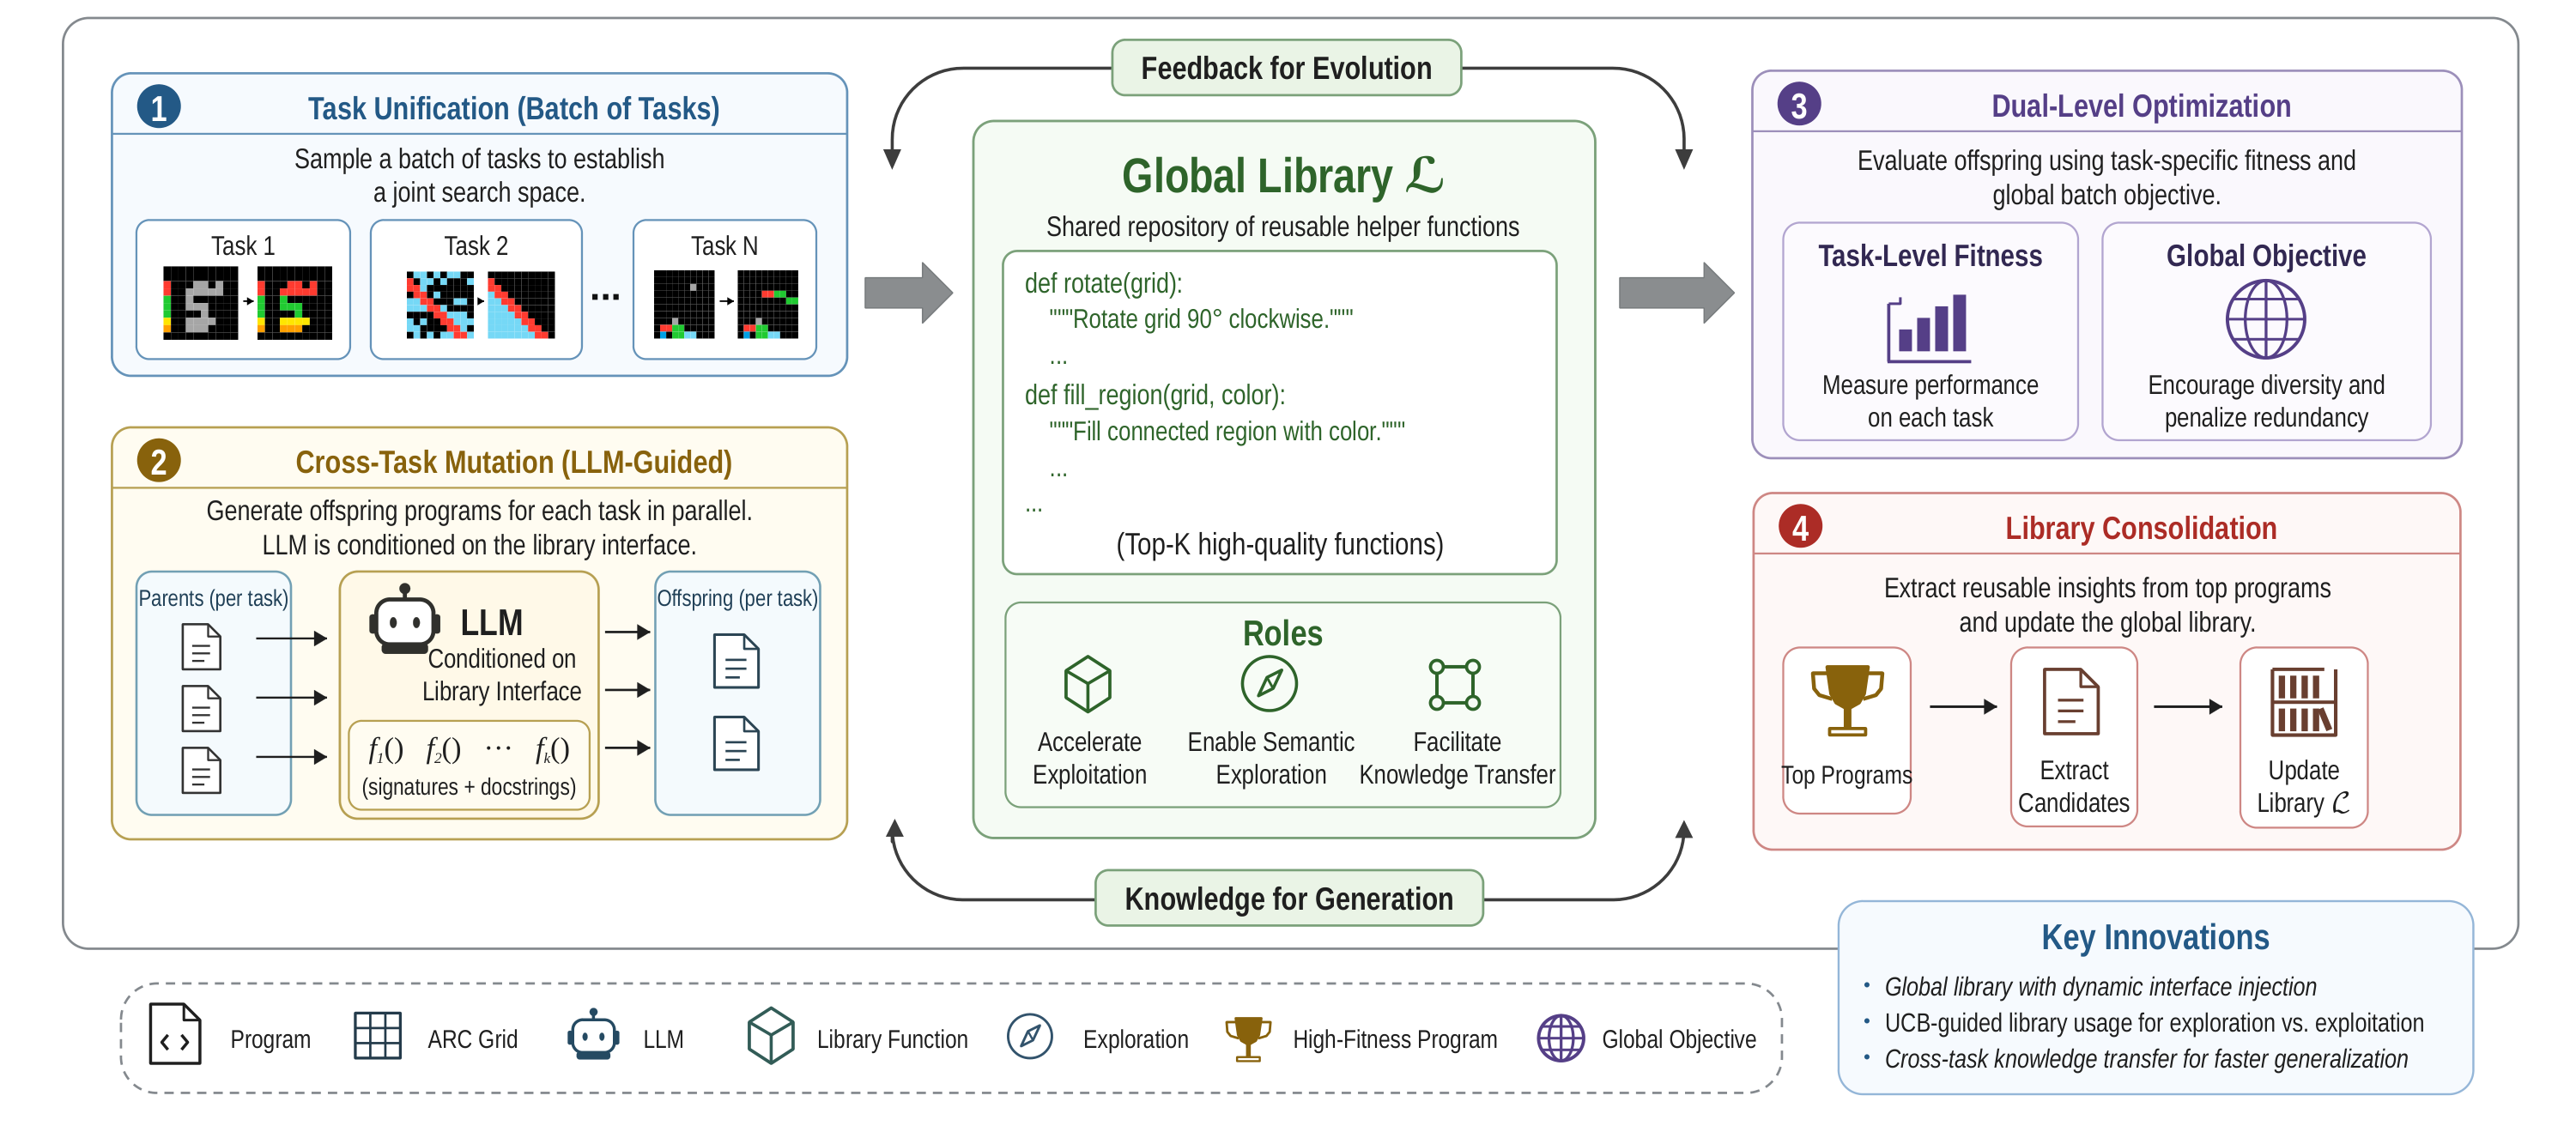 Feedback for Evolution
1
Task Unification (Batch of Tasks)
Sample a batch of tasks to establish
a joint search space.
Task 1
Task 2
...
Task N
2
Cross-Task Mutation (LLM-Guided)
Generate offspring programs for each task in parallel.
LLM is conditioned on the library interface.
Parents (per task)
LLM
Conditioned on
Library Interface
f₁() f₂() ⋯ fₖ()
(signatures + docstrings)
Offspring (per task)
Global Library ℒ
Shared repository of reusable helper functions
def rotate(grid):
"""Rotate grid 90° clockwise."""
...
def fill_region(grid, color):
"""Fill connected region with color."""
...
...
(Top-K high-quality functions)
Roles
Accelerate
Exploitation
Enable Semantic
Exploration
Facilitate
Knowledge Transfer
Knowledge for Generation
3
Dual-Level Optimization
Evaluate offspring using task-specific fitness and
global batch objective.
Task-Level Fitness
Measure performance
on each task
Global Objective
Encourage diversity and
penalize redundancy
4
Library Consolidation
Extract reusable insights from top programs
and update the global library.
Top Programs
Extract
Candidates
Update
Library ℒ
Program
ARC Grid
LLM
Library Function
Exploration
High-Fitness Program
Global Objective
Key Innovations
• Global library with dynamic interface injection
• UCB-guided library usage for exploration vs. exploitation
• Cross-task knowledge transfer for faster generalization